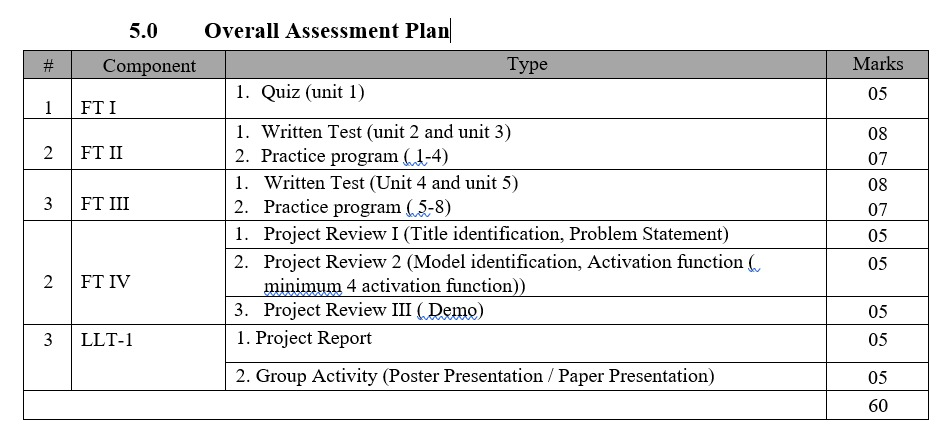 5.0 Overall Assessment Plan
# Component Type Marks
1 FT I 1. Quiz (unit 1) 05
2 FT II 1. Written Test (unit 2 and unit 3) 08
2. Practice program ( 1-4) 07
3 FT III 1. Written Test (Unit 4 and unit 5) 08
2. Practice program ( 5-8) 07
2 FT IV 1. Project Review I (Title identification, Problem Statement) 05
2. Project Review 2 (Model identification, Activation function ( 05
minimum 4 activation function))
3. Project Review III ( Demo) 05
3 LLT-1 1. Project Report 05
2. Group Activity (Poster Presentation / Paper Presentation) 05
60